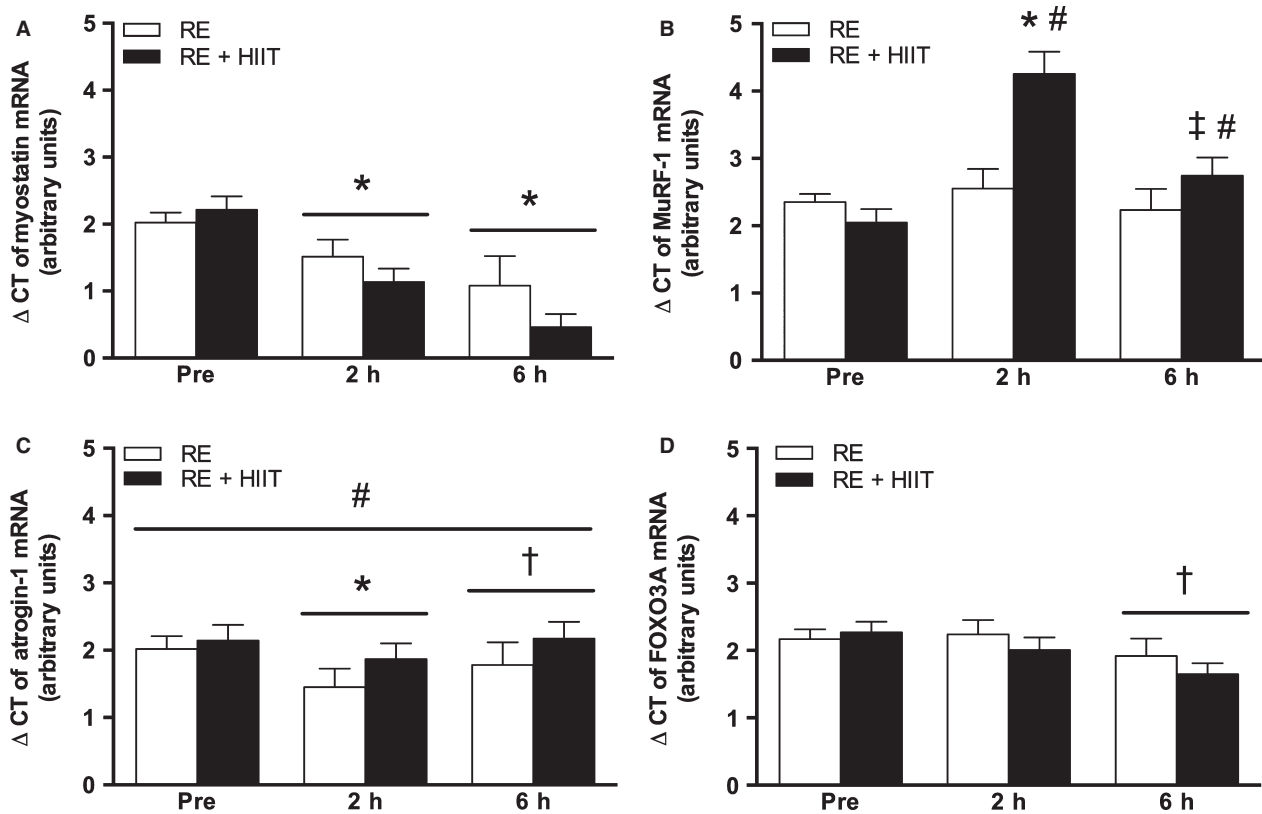 A
Δ CT of myostatin mRNA
(arbitrary units)
5
4
3
2
1
0
RE
RE + HIIT
*
*
Pre
2 h
6 h
B
Δ CT of MuRF-1 mRNA
(arbitrary units)
5
4
3
2
1
0
RE
RE + HIIT
* #
‡ #
Pre
2 h
6 h
C
Δ CT of atrogin-1 mRNA
(arbitrary units)
5
4
3
2
1
0
RE
RE + HIIT
#
*
†
Pre
2 h
6 h
D
Δ CT of FOXO3A mRNA
(arbitrary units)
5
4
3
2
1
0
RE
RE + HIIT
†
Pre
2 h
6 h